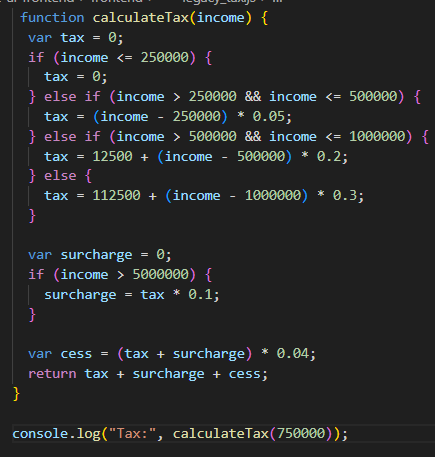 function calculateTax(income) {
  var tax = 0;
  if (income <= 250000) {
    tax = 0;
  } else if (income > 250000 && income <= 500000) {
    tax = (income - 250000) * 0.05;
  } else if (income > 500000 && income <= 1000000) {
    tax = 12500 + (income - 500000) * 0.2;
  } else {
    tax = 112500 + (income - 1000000) * 0.3;
  }
  var surcharge = 0;
  if (income > 5000000) {
    surcharge = tax * 0.1;
  }
  var cess = (tax + surcharge) * 0.04;
  return tax + surcharge + cess;
}
console.log("Tax:", calculateTax(750000));